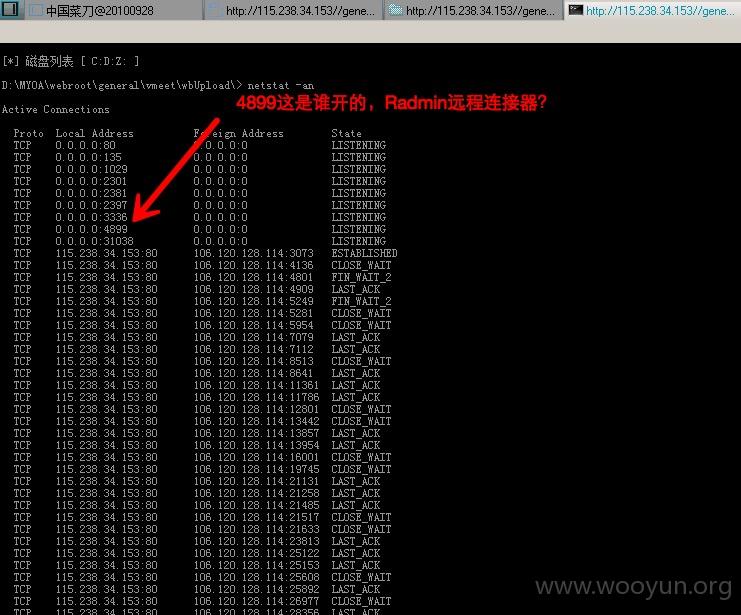 中国菜刀@20100928 http://115.238.34.153//gene... http://115.238.34.153//gene... http://115.238.34.153//gene...
[*] 磁盘列表 [ C:D:Z: ]
D:\MYOA\webroot\general\vmeet\wbUpload\> netstat -an
4899这是谁开的，Radmin远程连接器?
Active Connections
Proto Local Address Foreign Address State
TCP 0.0.0.0:80 0.0.0.0:0 LISTENING
TCP 0.0.0.0:135 0.0.0.0:0 LISTENING
TCP 0.0.0.0:1029 0.0.0.0:0 LISTENING
TCP 0.0.0.0:2301 0.0.0.0:0 LISTENING
TCP 0.0.0.0:2381 0.0.0.0:0 LISTENING
TCP 0.0.0.0:2397 0.0.0.0:0 LISTENING
TCP 0.0.0.0:3336 0.0.0.0:0 LISTENING
TCP 0.0.0.0:4899 0.0.0.0:0 LISTENING
TCP 0.0.0.0:31038 0.0.0.0:0 LISTENING
TCP 115.238.34.153:80 106.120.128.114:3073 ESTABLISHED
TCP 115.238.34.153:80 106.120.128.114:4136 CLOSE_WAIT
TCP 115.238.34.153:80 106.120.128.114:4801 FIN_WAIT_2
TCP 115.238.34.153:80 106.120.128.114:4909 LAST_ACK
TCP 115.238.34.153:80 106.120.128.114:5249 FIN_WAIT_2
TCP 115.238.34.153:80 106.120.128.114:5281 CLOSE_WAIT
TCP 115.238.34.153:80 106.120.128.114:5954 CLOSE_WAIT
TCP 115.238.34.153:80 106.120.128.114:7079 LAST_ACK
TCP 115.238.34.153:80 106.120.128.114:7112 LAST_ACK
TCP 115.238.34.153:80 106.120.128.114:8513 CLOSE_WAIT
TCP 115.238.34.153:80 106.120.128.114:8641 LAST_ACK
TCP 115.238.34.153:80 106.120.128.114:11361 LAST_ACK
TCP 115.238.34.153:80 106.120.128.114:11786 LAST_ACK
TCP 115.238.34.153:80 106.120.128.114:12801 CLOSE_WAIT
TCP 115.238.34.153:80 106.120.128.114:13442 CLOSE_WAIT
TCP 115.238.34.153:80 106.120.128.114:13857 LAST_ACK
TCP 115.238.34.153:80 106.120.128.114:13954 LAST_ACK
TCP 115.238.34.153:80 106.120.128.114:16001 CLOSE_WAIT
TCP 115.238.34.153:80 106.120.128.114:19745 CLOSE_WAIT
TCP 115.238.34.153:80 106.120.128.114:21131 LAST_ACK
TCP 115.238.34.153:80 106.120.128.114:21258 LAST_ACK
TCP 115.238.34.153:80 106.120.128.114:21485 LAST_ACK
TCP 115.238.34.153:80 106.120.128.114:21517 CLOSE_WAIT
TCP 115.238.34.153:80 106.120.128.114:21633 CLOSE_WAIT
TCP 115.238.34.153:80 106.120.128.114:23813 LAST_ACK
TCP 115.238.34.153:80 106.120.128.114:25122 LAST_ACK
TCP 115.238.34.153:80 106.120.128.114:25153 LAST_ACK
TCP 115.238.34.153:80 106.120.128.114:25608 CLOSE_WAIT
TCP 115.238.34.153:80 106.120.128.114:25892 LAST_ACK
TCP 115.238.34.153:80 106.120.128.114:26977 CLOSE_WAIT
TCP 115.238.34.153:80 106.120.128.114:28356 LAST_ACK
www.wooyun.org